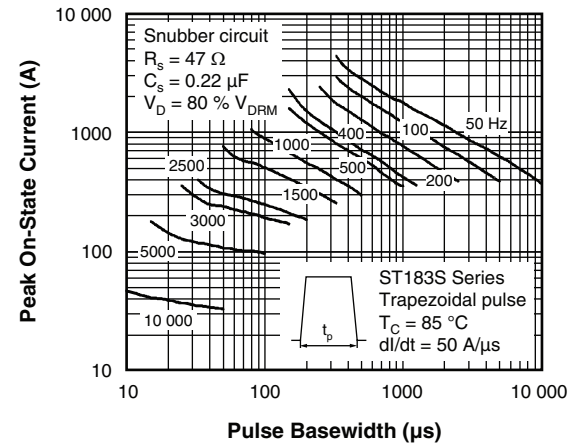 Peak On-State Current (A)
10 000
1000
100
10
Snubber circuit
Rs = 47 Ω
Cs = 0.22 µF
VD = 80 % VDRM
50 Hz
100
400
1000
500
2500
200
1500
3000
5000
10 000
ST183S Series
Trapezoidal pulse
TC = 85 °C
dI/dt = 50 A/µs
tp
10
100
1000
10 000
Pulse Basewidth (µs)